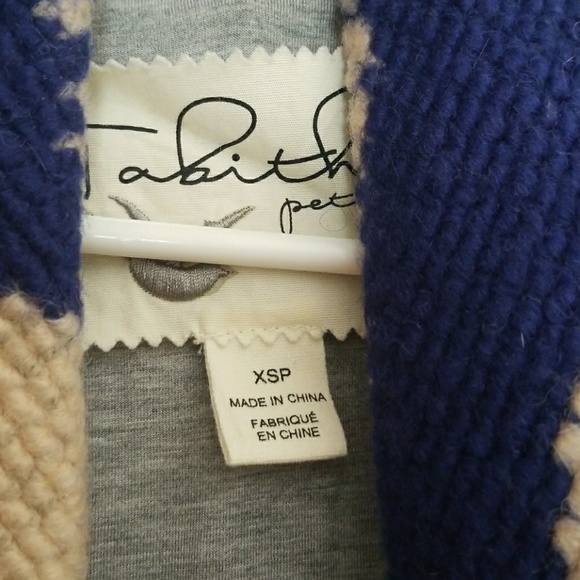 Tabith
pet
XSP
MADE IN CHINA
FABRIQUÉ
EN CHINE